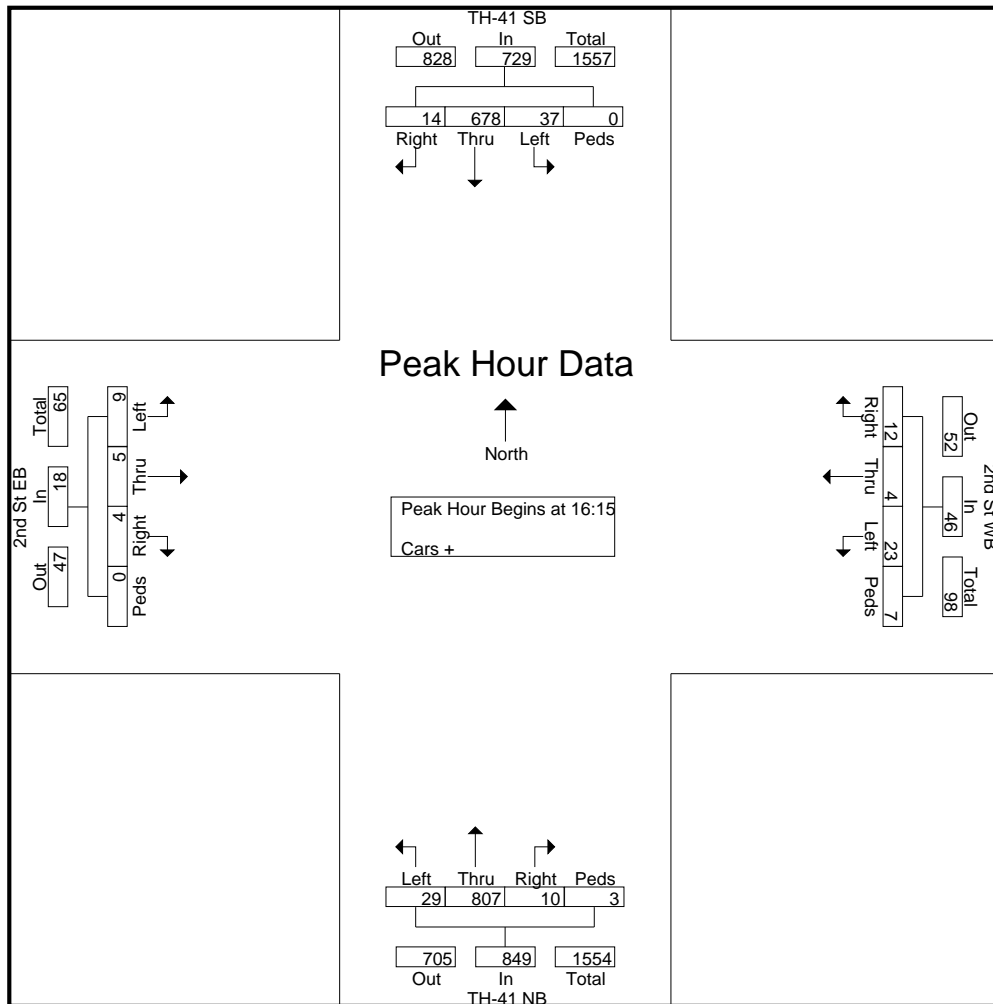 TH-41 SB
Out In Total
828 729 1557
14 678 37 0
Right Thru Left Peds
Peak Hour Data
North
Peak Hour Begins at 16:15
Cars +
2nd St EB
Total In Out
65 18 47
9 5 4 0
Left Thru Right Peds
2nd St WB
Out In Total
52 46 98
12 4 23 7
Right Thru Left Peds
Left Thru Right Peds
29 807 10 3
705 849 1554
Out In Total
TH-41 NB